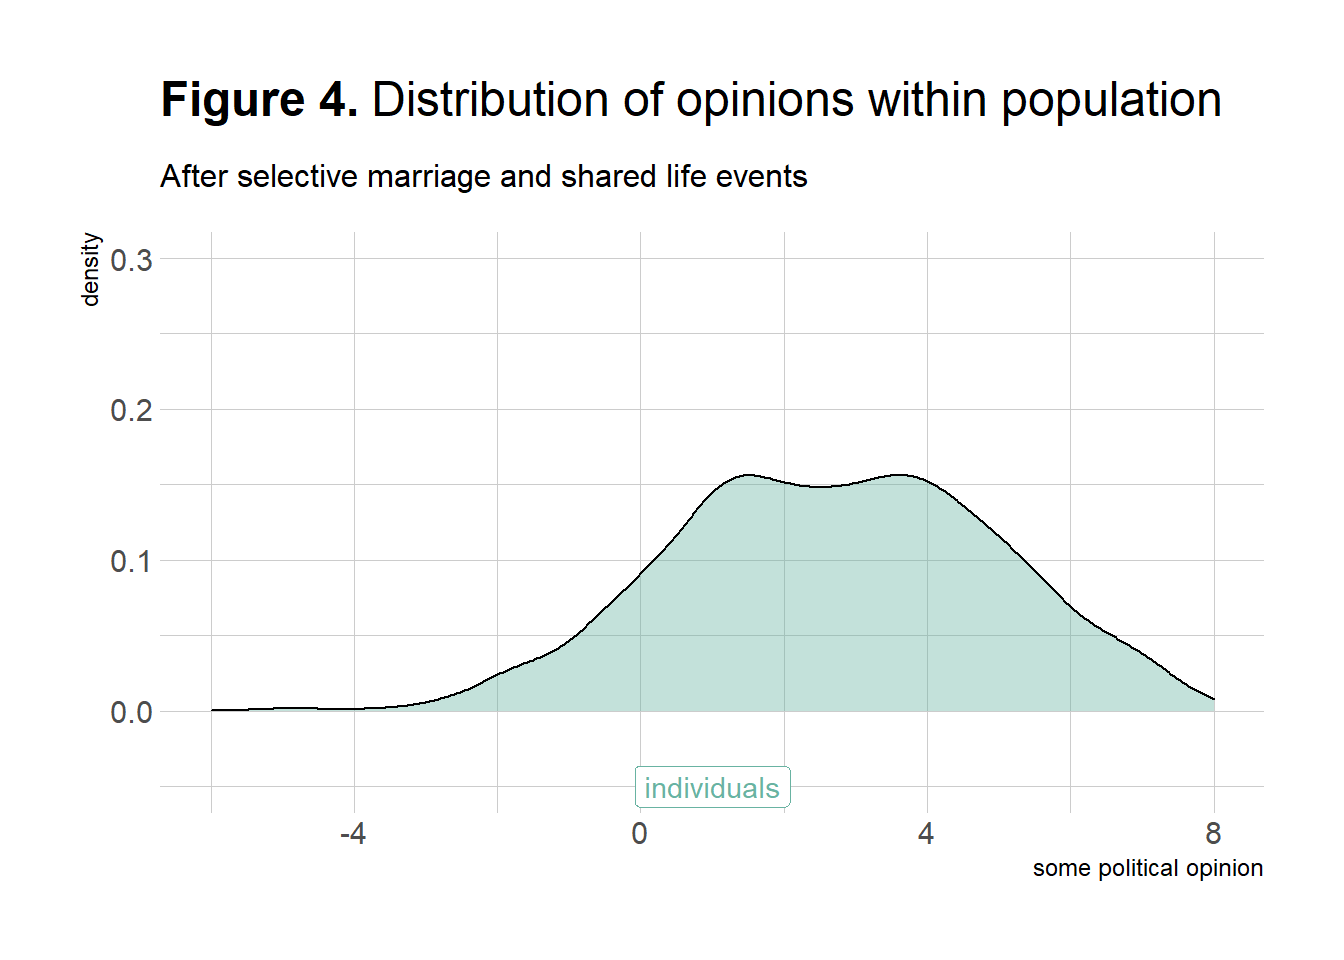 Figure 4. Distribution of opinions within population
After selective marriage and shared life events
density
0.3
0.2
0.1
0.0
individuals
-4 0 4 8
some political opinion